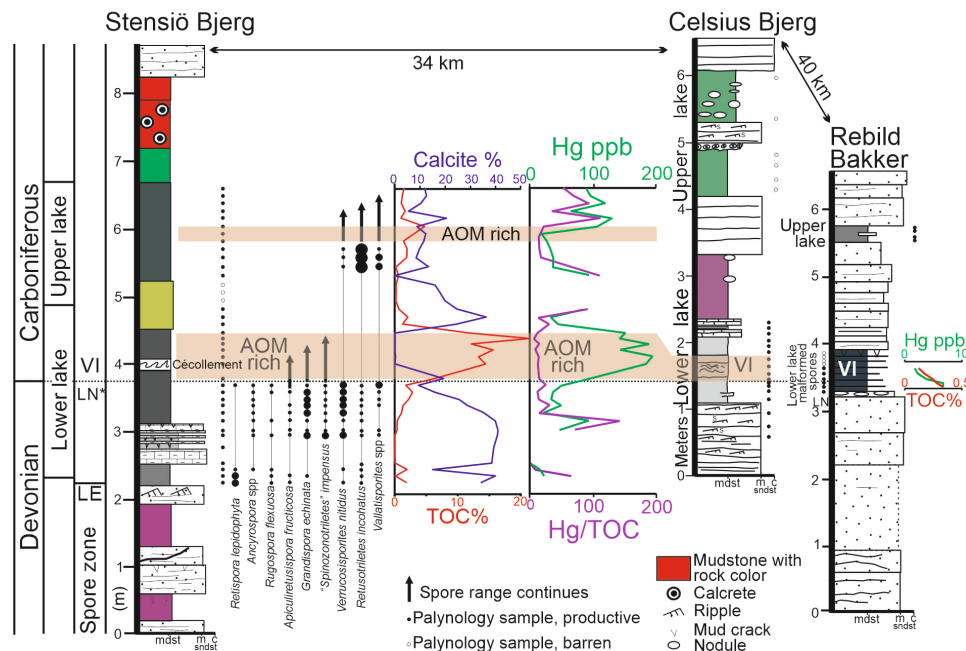 Stensiö Bjerg
Celsius Bjerg
34 km
40 km
Rebild
Bakker
Calcite %
0 10 20 30 40 50
Hg ppb
0 100 200
AOM rich
AOM
rich
AOM
rich
Cécollement
0 10 20
TOC%
0 100 200
Hg/TOC
Devonian
Carboniferous
Lower lake
Upper lake
Spore zone
LE
LN*
VI
(m)
0
1
2
3
4
5
6
7
8
mdst
m c
sndst
Retispora lepidophyta
Ancyrospora spp
Rugospora flexuosa
Apiculiretusispora fructicosa
Grandispora echinata
"Spinozonotriletes" impensus
Verrucosisporites nitidus
Retusotriletes incohatus
Vallatisporites spp
Meters
Lower lake
Upper lake
0
1
2
3
4
5
6
VI
s
s
s
mdst
m c
sndst
Lower lake
malformed
spores
LN
VI
Upper
lake
0
1
2
3
4
5
6
mdst
m c
sndst
Hg ppb
0 10
0 0.5
TOC%
Spore range continues
Palynology sample, productive
Palynology sample, barren
Mudstone with
rock color
Calcrete
Ripple
Mud crack
Nodule